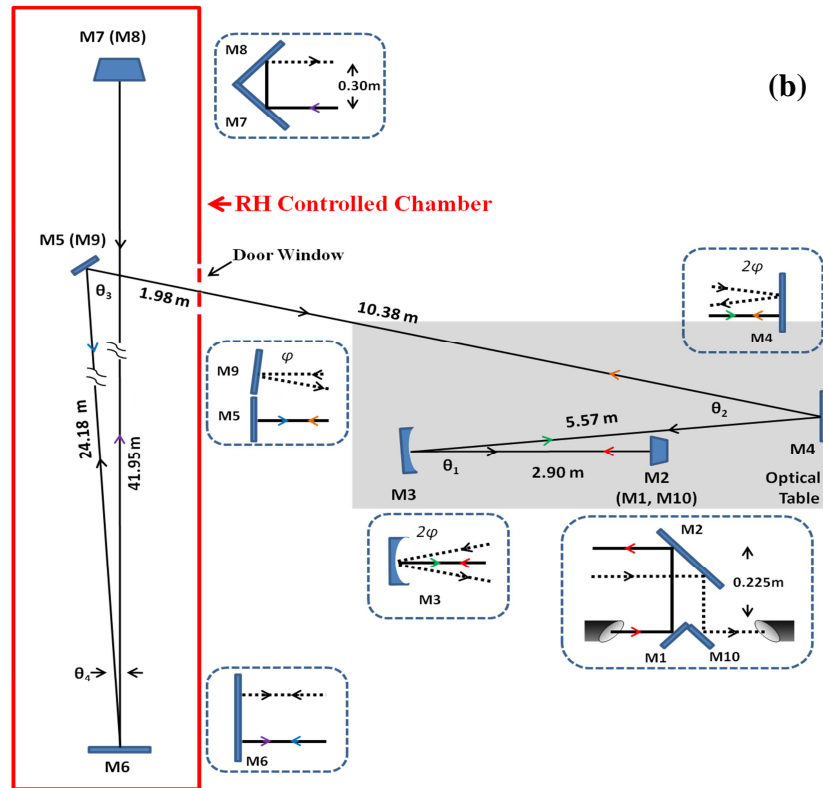 M7 (M8)
M8
0.30m
M7
(b)
RH Controlled Chamber
M5 (M9)
Door Window
θ3
1.98 m
10.38 m
2φ
M4
M9
φ
M5
24.18 m
41.95 m
5.57 m
θ2
M4
θ1
2.90 m
M3
M2
(M1, M10)
Optical
Table
2φ
M3
M2
0.225m
M1
M10
θ4
M6
M6